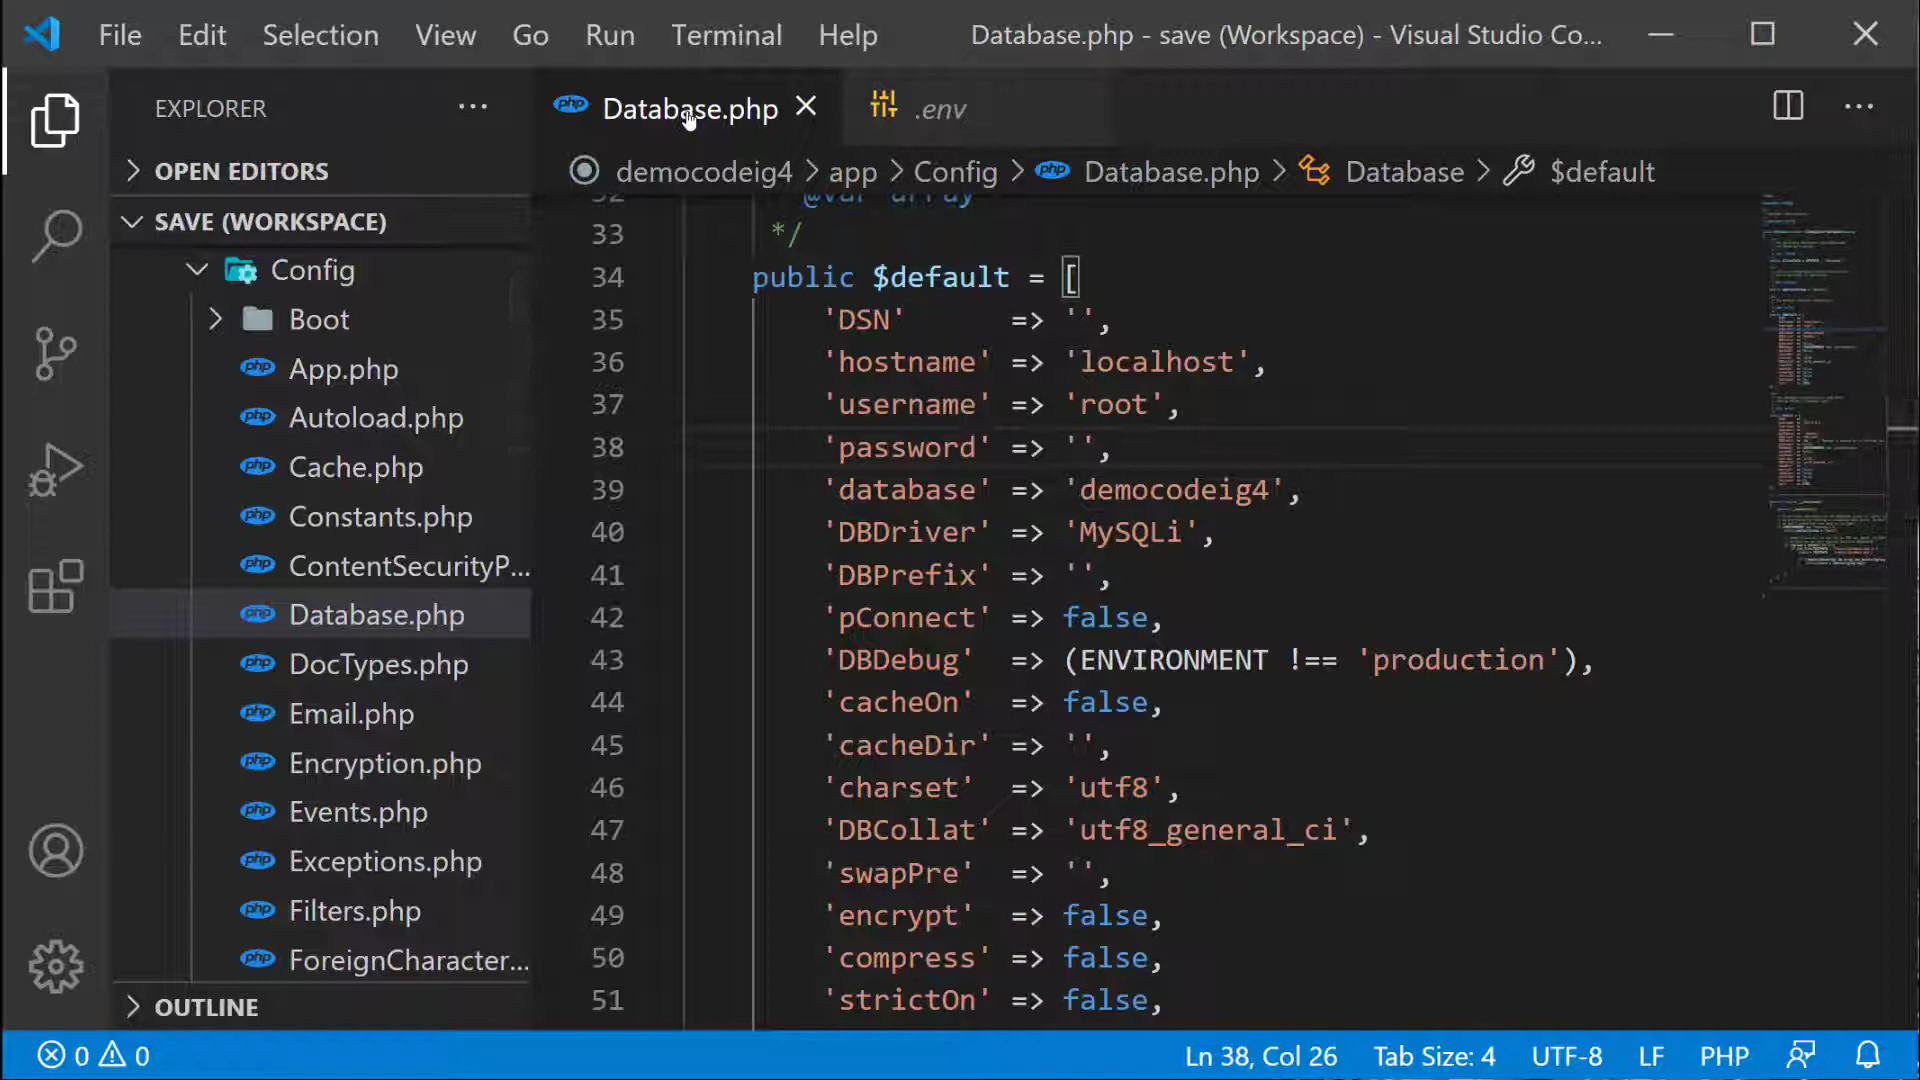 File Edit Selection View Go Run Terminal Help Database.php - save (Workspace) - Visual Studio Co...
EXPLORER
Database.php
.env
OPEN EDITORS
democodeig4 > app > Config > Database.php > Database > $default
SAVE (WORKSPACE)
Config
Boot
App.php
Autoload.php
Cache.php
Constants.php
ContentSecurityP...
Database.php
DocTypes.php
Email.php
Encryption.php
Events.php
Exceptions.php
Filters.php
ForeignCharacter...
OUTLINE
32 @var array
33 */
34 public $default = [
35 'DSN' => '',
36 'hostname' => 'localhost',
37 'username' => 'root',
38 'password' => '',
39 'database' => 'democodeig4',
40 'DBDriver' => 'MySQLi',
41 'DBPrefix' => '',
42 'pConnect' => false,
43 'DBDebug' => (ENVIRONMENT !== 'production'),
44 'cacheOn' => false,
45 'cacheDir' => '',
46 'charset' => 'utf8',
47 'DBCollat' => 'utf8_general_ci',
48 'swapPre' => '',
49 'encrypt' => false,
50 'compress' => false,
51 'strictOn' => false,
0 0 Ln 38, Col 26 Tab Size: 4 UTF-8 LF PHP